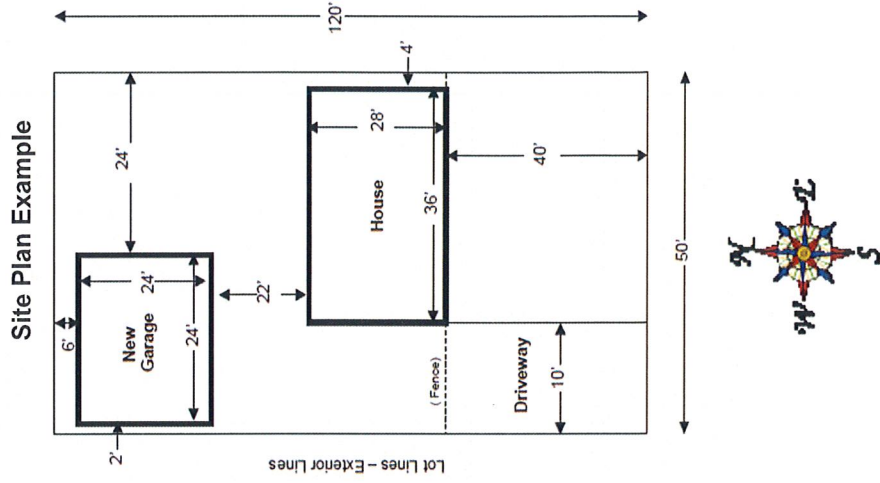 Site Plan Example
120'
6'
24'
24'
New
Garage
24'
2'
22'
4'
28'
House
36'
(Fence)
40'
Driveway
10'
Lot Lines – Exterior Lines
50'
N
W
E
S